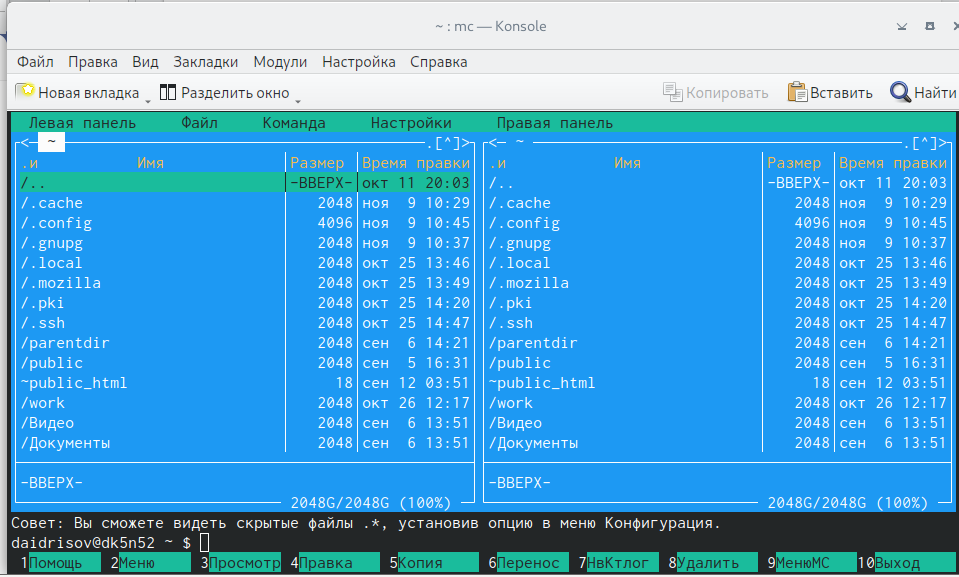 ~ : mc — Konsole
Файл Правка Вид Закладки Модули Настройка Справка
Новая вкладка Разделить окно Копировать Вставить Найти
Левая панель Файл Команда Настройки Правая панель
<— ~ .[^]> <— ~ .[^]>
.и Имя Размер Время правки .и Имя Размер Время правки
/.. -ВВЕРХ- окт 11 20:03 /.. -ВВЕРХ- окт 11 20:03
/.cache 2048 ноя 9 10:29 /.cache 2048 ноя 9 10:29
/.config 4096 ноя 9 10:45 /.config 4096 ноя 9 10:45
/.gnupg 2048 ноя 9 10:37 /.gnupg 2048 ноя 9 10:37
/.local 2048 окт 25 13:46 /.local 2048 окт 25 13:46
/.mozilla 2048 окт 25 13:49 /.mozilla 2048 окт 25 13:49
/.pki 2048 окт 25 14:20 /.pki 2048 окт 25 14:20
/.ssh 2048 окт 25 14:47 /.ssh 2048 окт 25 14:47
/parentdir 2048 сен 6 14:21 /parentdir 2048 сен 6 14:21
/public 2048 сен 5 16:31 /public 2048 сен 5 16:31
~public_html 18 сен 12 03:51 ~public_html 18 сен 12 03:51
/work 2048 окт 26 12:17 /work 2048 окт 26 12:17
/Видео 2048 сен 6 13:51 /Видео 2048 сен 6 13:51
/Документы 2048 сен 6 13:51 /Документы 2048 сен 6 13:51
-ВВЕРХ- -ВВЕРХ-
2048G/2048G (100%) 2048G/2048G (100%)
Совет: Вы сможете видеть скрытые файлы .*, установив опцию в меню Конфигурация.
daidrisov@dk5n52 ~ $
1Помощь 2Меню 3Просмотр 4Правка 5Копия 6Перенос 7НвКтлог 8Удалить 9МенюМС 10Выход